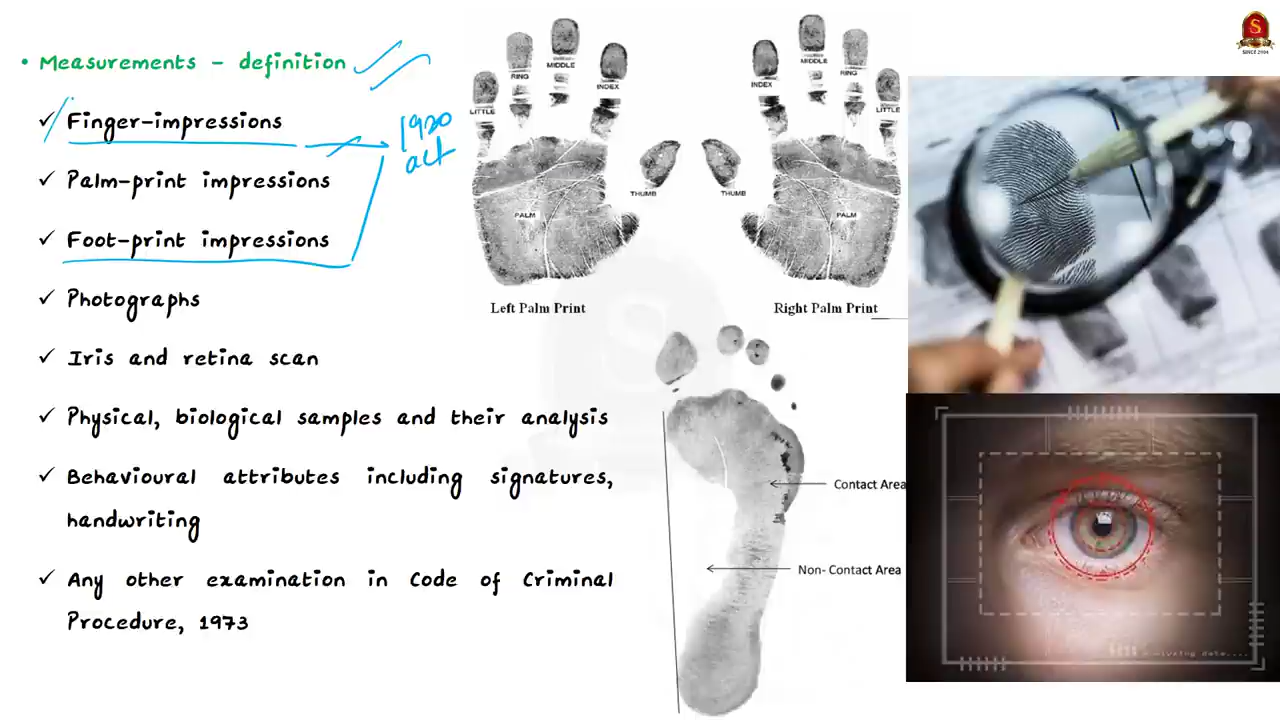 • Measurements – definition
✓ Finger-impressions
1920
act
✓ Palm-print impressions
✓ Foot-print impressions
✓ Photographs
✓ Iris and retina scan
✓ Physical, biological samples and their analysis
✓ Behavioural attributes including signatures,
handwriting
✓ Any other examination in Code of Criminal
Procedure, 1973
LITTLE
RING
MIDDLE
INDEX
THUMB
PALM
Left Palm Print
INDEX
MIDDLE
RING
LITTLE
THUMB
PALM
Right Palm Print
Contact Area
Non- Contact Area
S
SINCE 2004
S